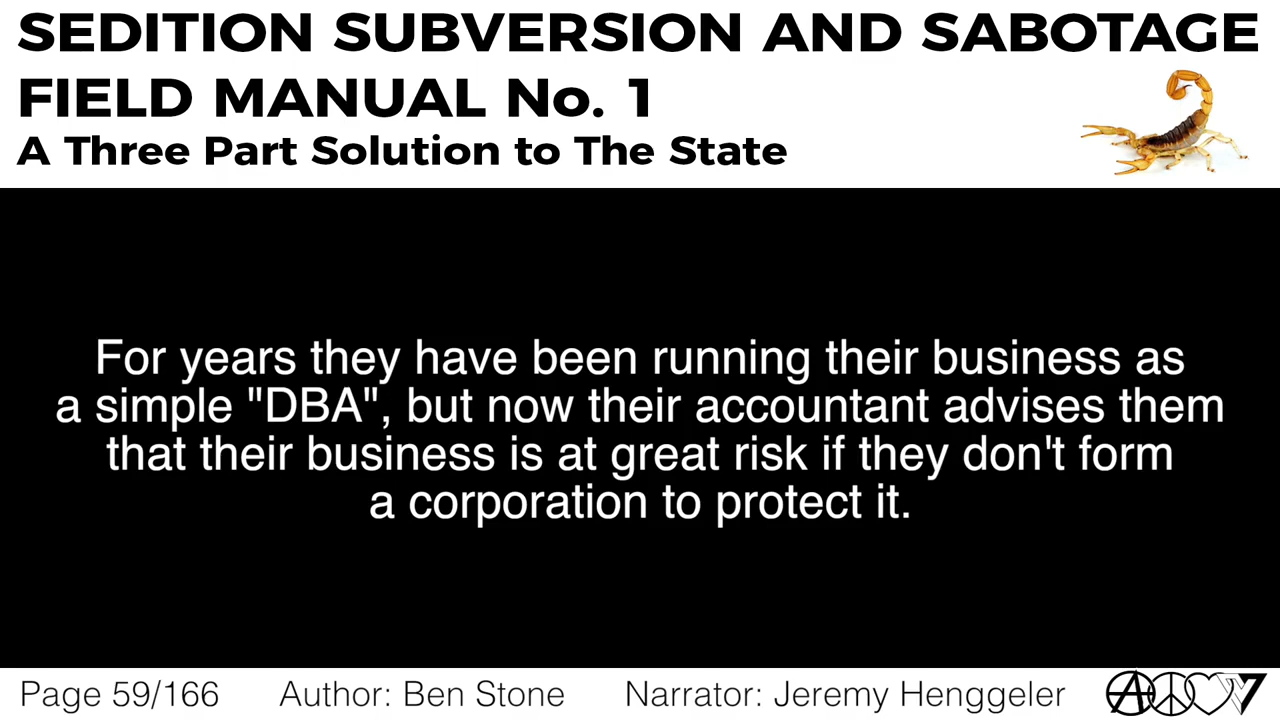 SEDITION SUBVERSION AND SABOTAGE
FIELD MANUAL No. 1
A Three Part Solution to The State
For years they have been running their business as
a simple "DBA", but now their accountant advises them
that their business is at great risk if they don't form
a corporation to protect it.
Page 59/166 Author: Ben Stone Narrator: Jeremy Henggeler